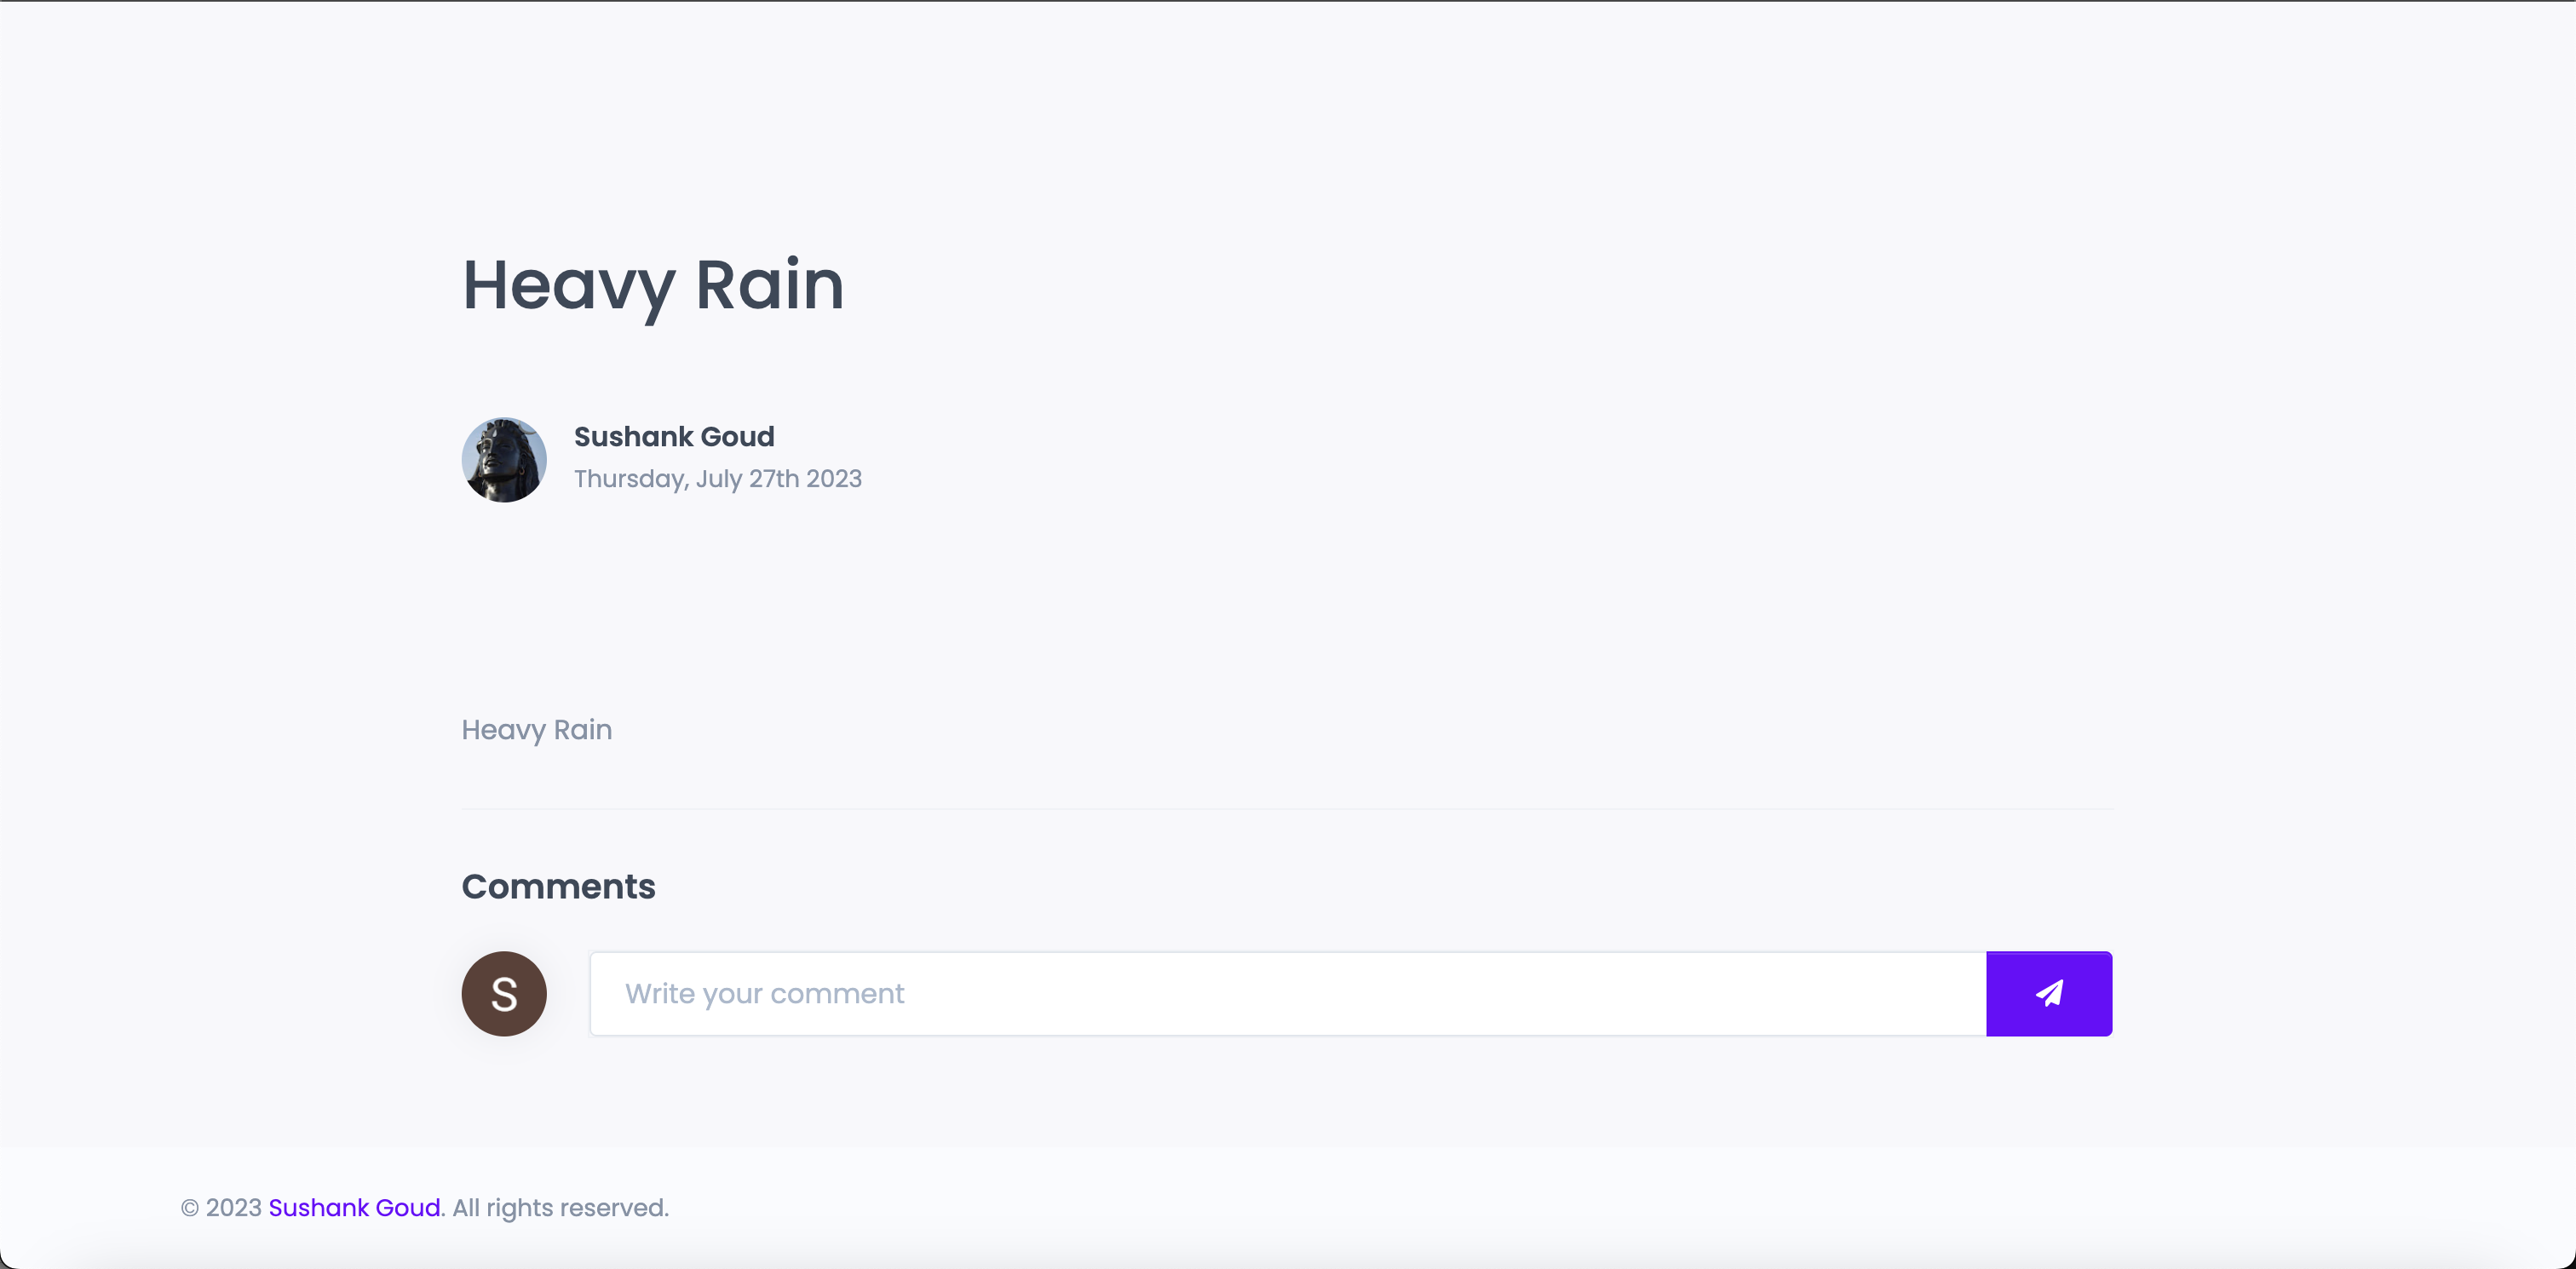 Heavy Rain
Sushank Goud
Thursday, July 27th 2023
Heavy Rain
Comments
S
Write your comment
© 2023 Sushank Goud. All rights reserved.